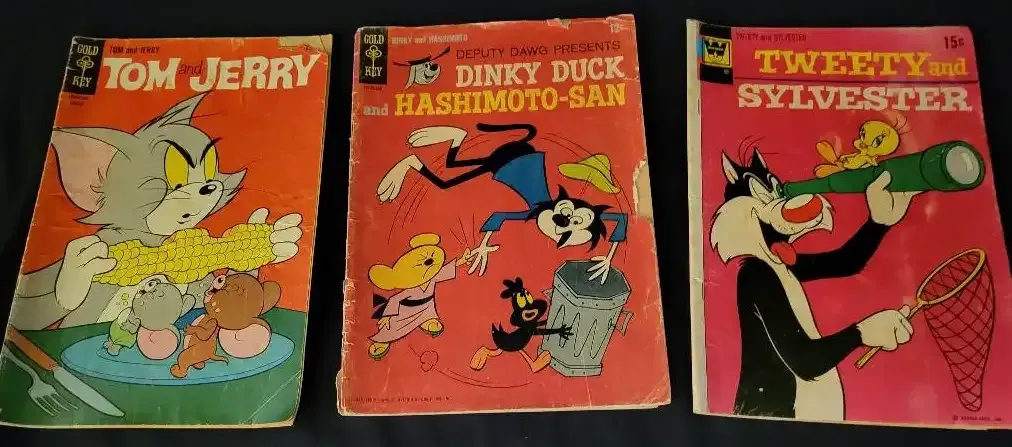 GOLD
KEY
TOM and JERRY
TOM and JERRY
GOLD
KEY
DINKY and HASHIMOTO
12¢
DEPUTY DAWG PRESENTS
DINKY DUCK
and HASHIMOTO-SAN
TWEETY and SYLVESTER
15¢
TWEETY and
SYLVESTER